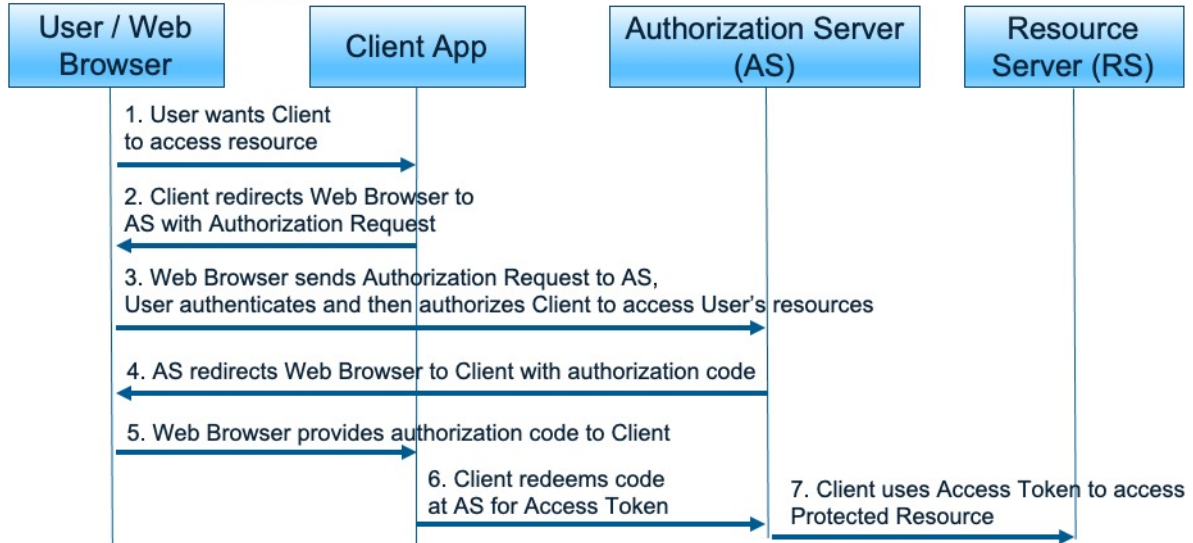 User / Web
Browser
Client App
Authorization Server
(AS)
Resource
Server (RS)
1. User wants Client
to access resource
2. Client redirects Web Browser to
AS with Authorization Request
3. Web Browser sends Authorization Request to AS,
User authenticates and then authorizes Client to access User's resources
4. AS redirects Web Browser to Client with authorization code
5. Web Browser provides authorization code to Client
6. Client redeems code
at AS for Access Token
7. Client uses Access Token to access
Protected Resource